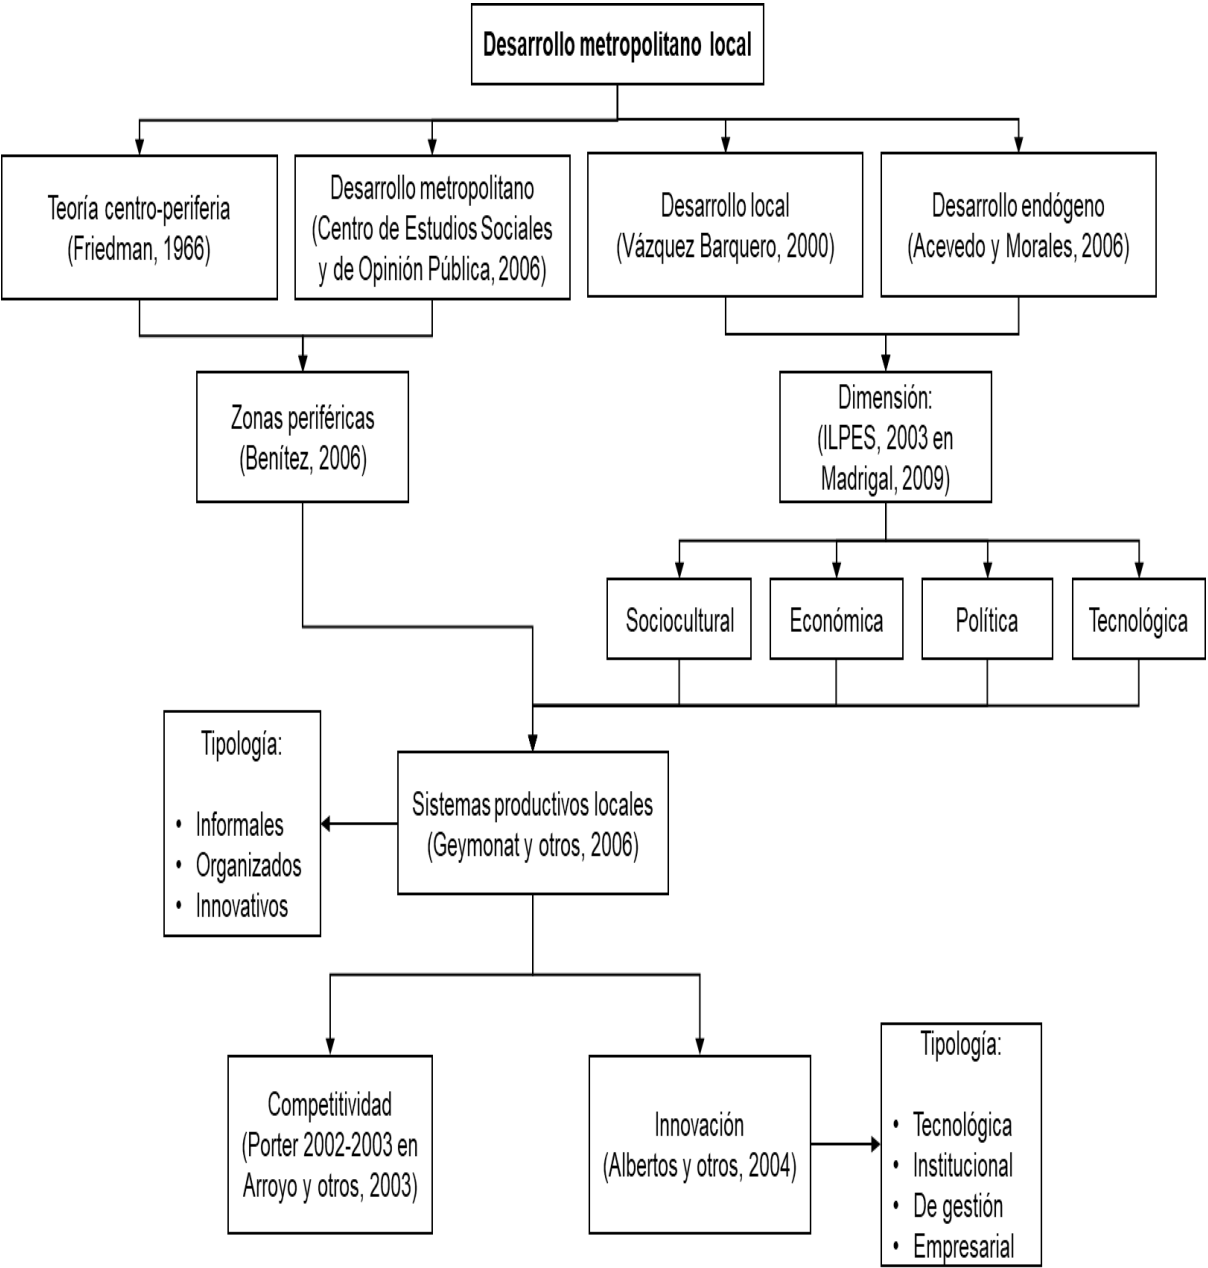 Desarrollo metropolitano local
Teoría centro-periferia
(Friedman, 1966)
Desarrollo metropolitano
(Centro de Estudios Sociales
y de Opinión Pública, 2006)
Desarrollo local
(Vázquez Barquero, 2000)
Desarrollo endógeno
(Acevedo y Morales, 2006)
Zonas periféricas
(Benítez, 2006)
Dimensión:
(ILPES, 2003 en
Madrigal, 2009)
Sociocultural
Económica
Política
Tecnológica
Tipología:
• Informales
• Organizados
• Innovativos
Sistemas productivos locales
(Geymonat y otros, 2006)
Competitividad
(Porter 2002-2003 en
Arroyo y otros, 2003)
Innovación
(Albertos y otros, 2004)
Tipología:
• Tecnológica
• Institucional
• De gestión
• Empresarial